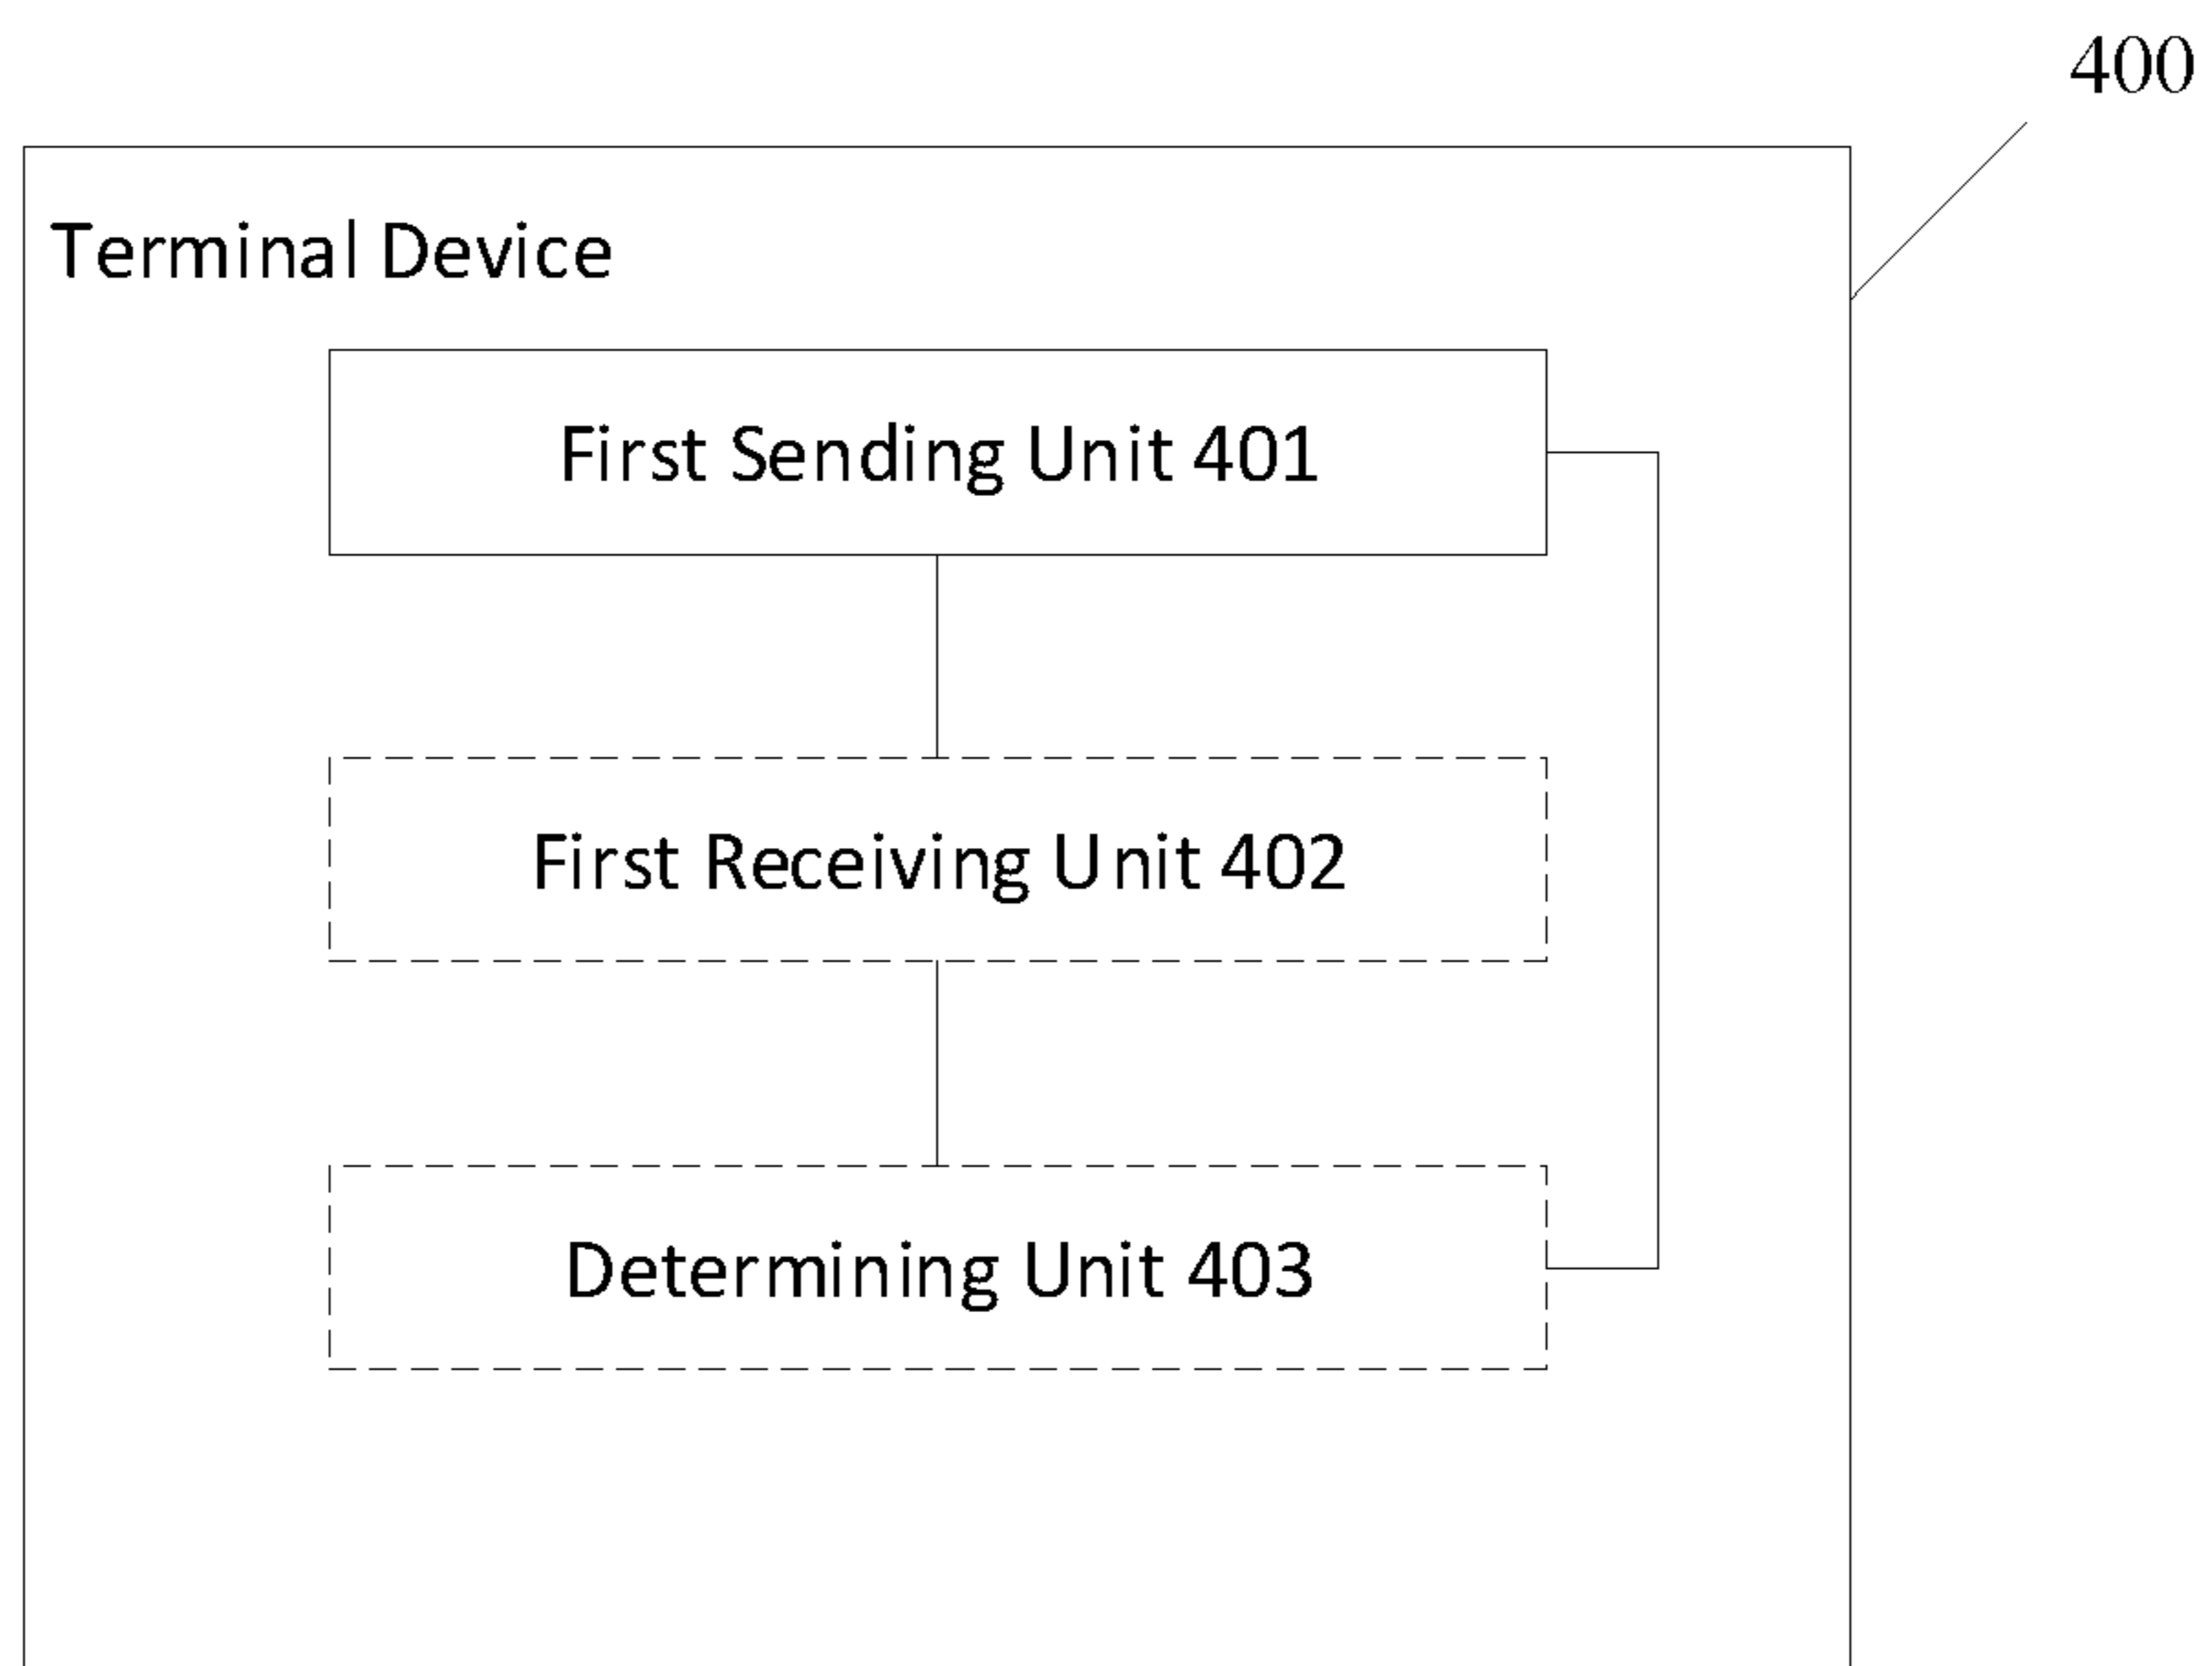 400
Terminal Device
First Sending Unit 401
First Receiving Unit 402
Determining Unit 403